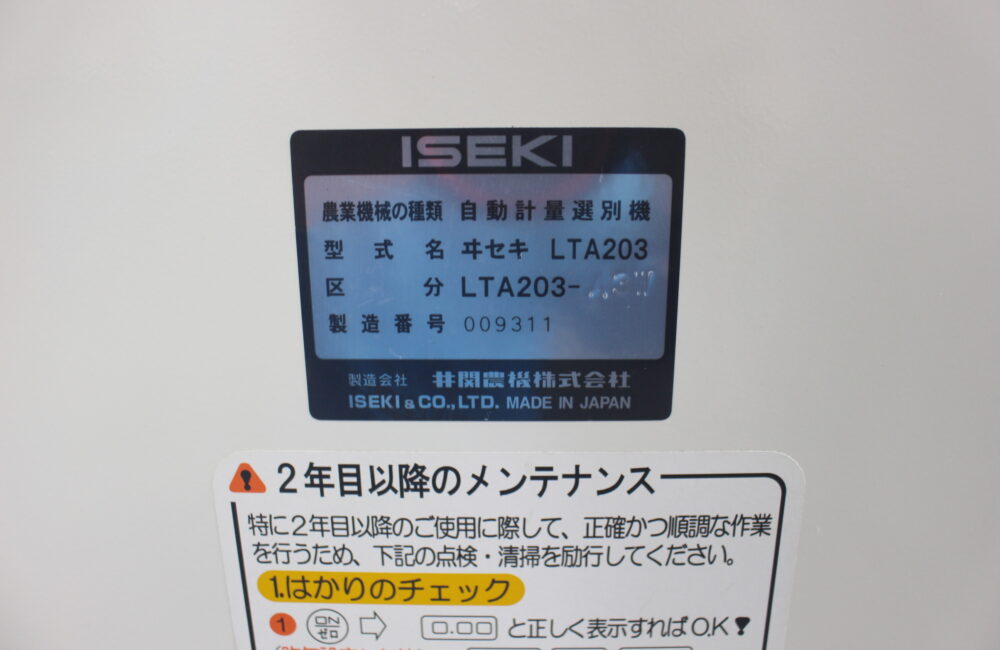 ISEKI
農業機械の種類 自動計量選別機
型式名 ヰセキ LTA203
区分 LTA203-
製造番号 009311
製造会社 井関農機株式会社
ISEKI & CO., LTD. MADE IN JAPAN
2年目以降のメンテナンス
特に2年目以降のご使用に際して、正確かつ順調な作業
を行うため、下記の点検・清掃を励行してください。
1.はかりのチェック
1 ON ゼロ ⇨ 0.00 と正しく表示すればO.K!